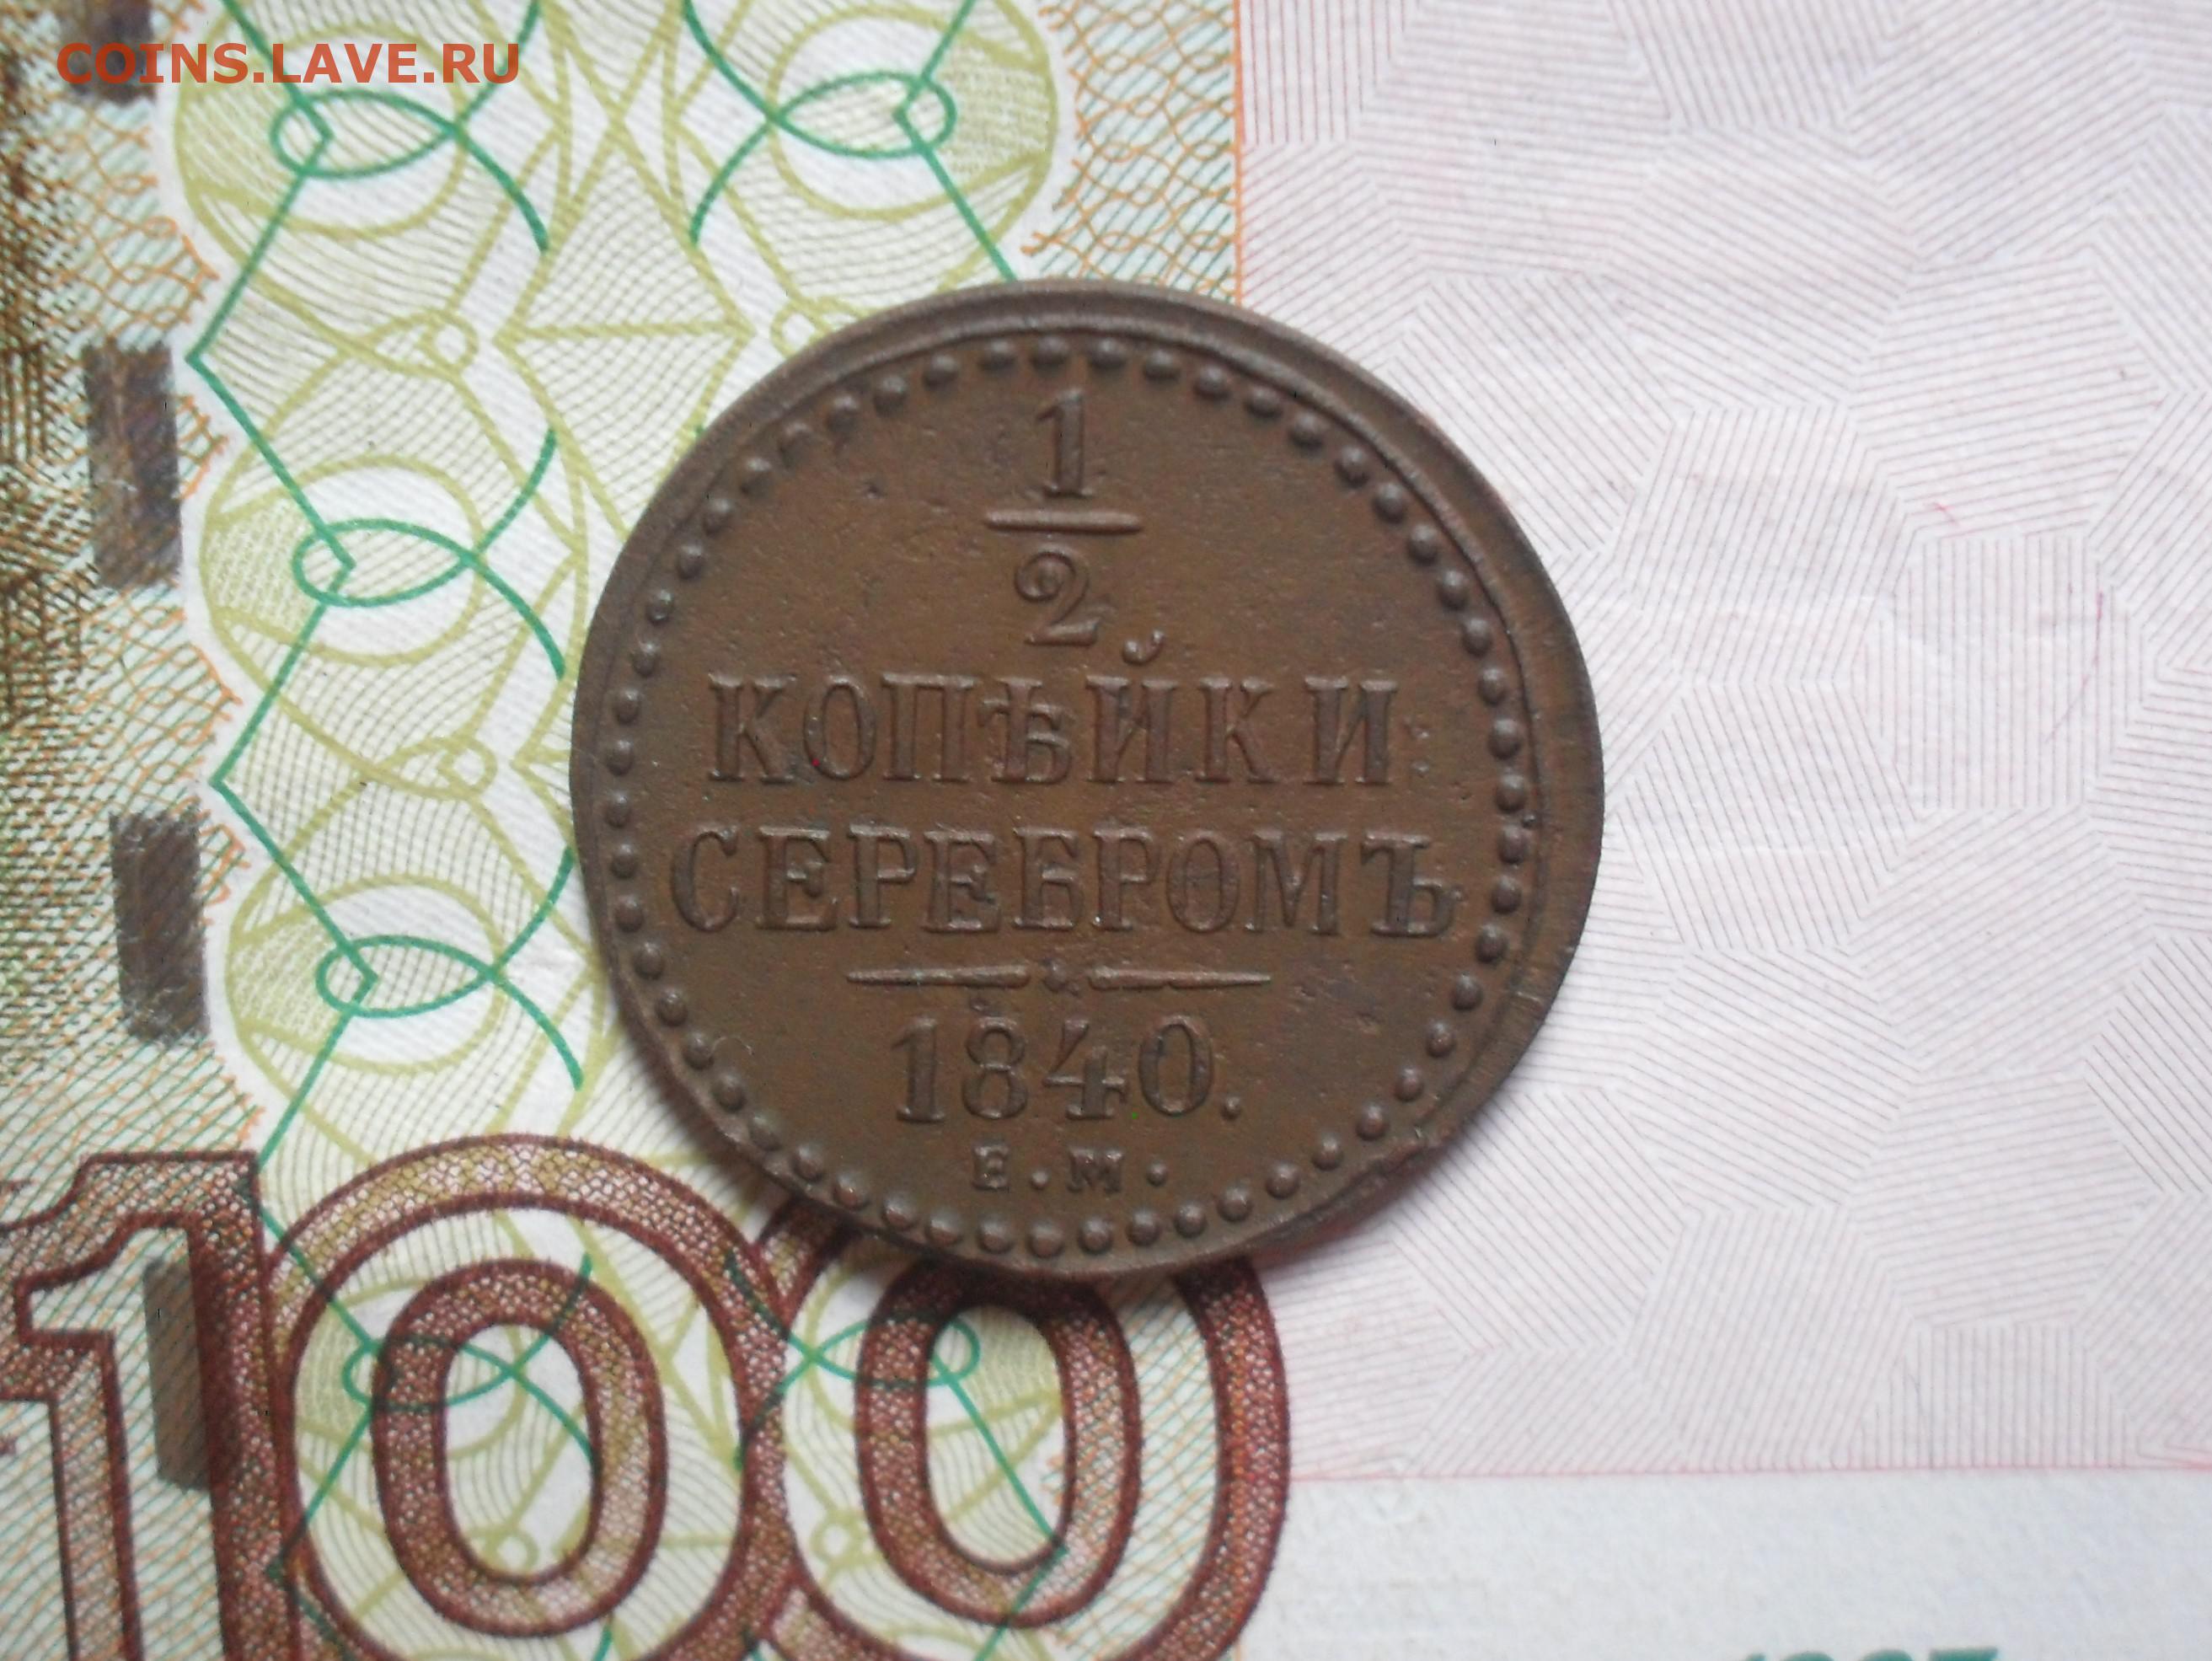 COINS.LAVE.RU
1
2
КОПѢЙКИ
СЕРЕБРОМЪ
1840.
Е.М.
100